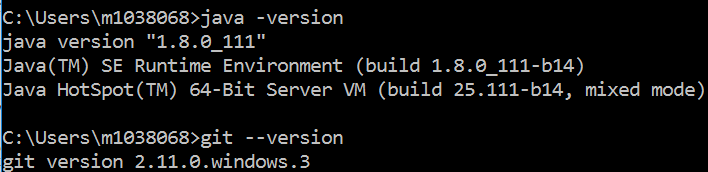 C:\Users\m1038068>java -version
java version "1.8.0_111"
Java(TM) SE Runtime Environment (build 1.8.0_111-b14)
Java HotSpot(TM) 64-Bit Server VM (build 25.111-b14, mixed mode)
C:\Users\m1038068>git --version
git version 2.11.0.windows.3